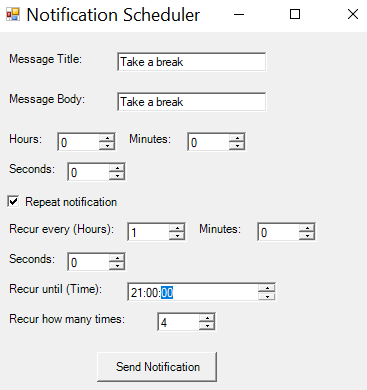 Notification Scheduler
Message Title: Take a break
Message Body: Take a break
Hours: 0 Minutes: 0
Seconds: 0
Repeat notification
Recur every (Hours): 1 Minutes: 0
Seconds: 0
Recur until (Time): 21:00:00
Recur how many times: 4
Send Notification